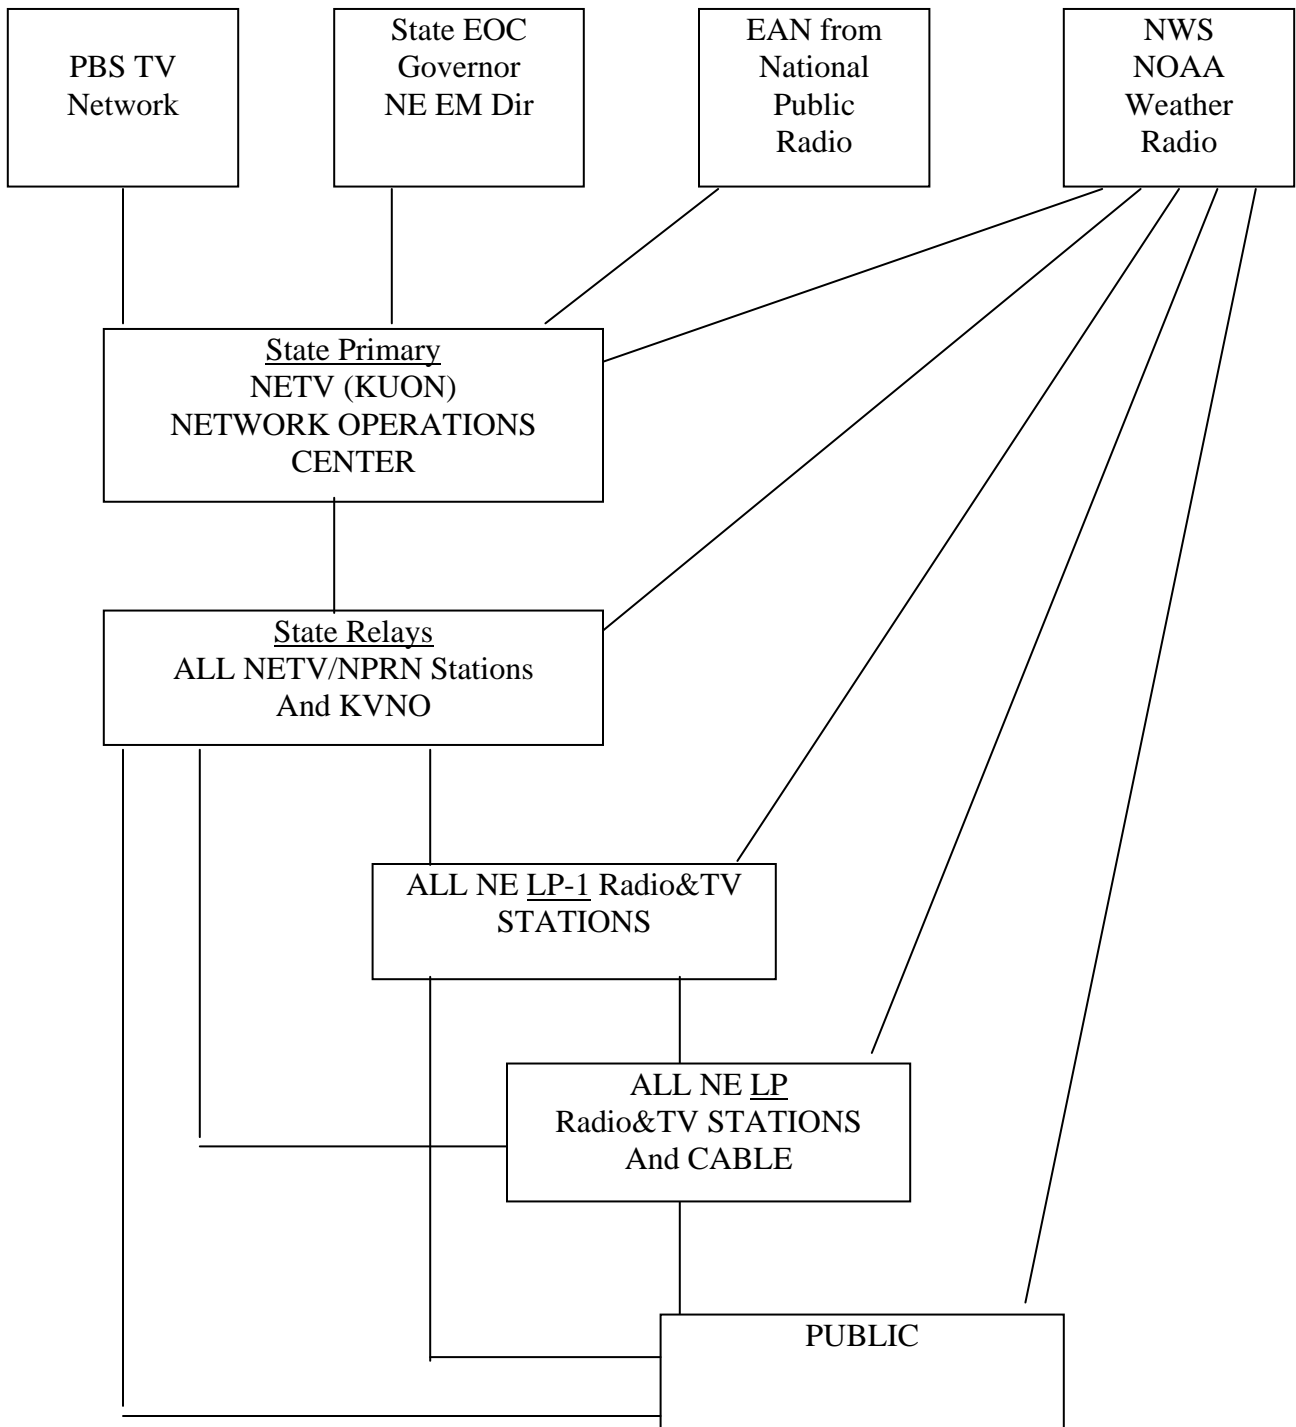 PBS TV
Network
State EOC
Governor
NE EM Dir
EAN from
National
Public
Radio
NWS
NOAA
Weather
Radio
State Primary
NETV (KUON)
NETWORK OPERATIONS
CENTER
State Relays
ALL NETV/NPRN Stations
And KVNO
ALL NE LP-1 Radio&TV
STATIONS
ALL NE LP
Radio&TV STATIONS
And CABLE
PUBLIC